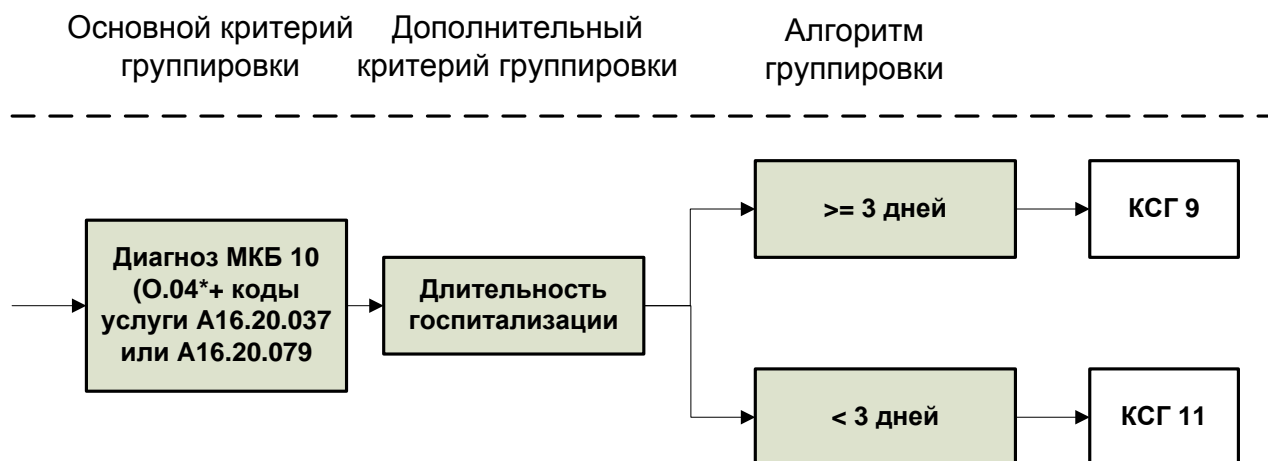 Основной критерий
группировки
Дополнительный
критерий группировки
Алгоритм
группировки
Диагноз МКБ 10
(О.04*+ коды
услуги А16.20.037
или А16.20.079
Длительность
госпитализации
>= 3 дней
КСГ 9
< 3 дней
КСГ 11